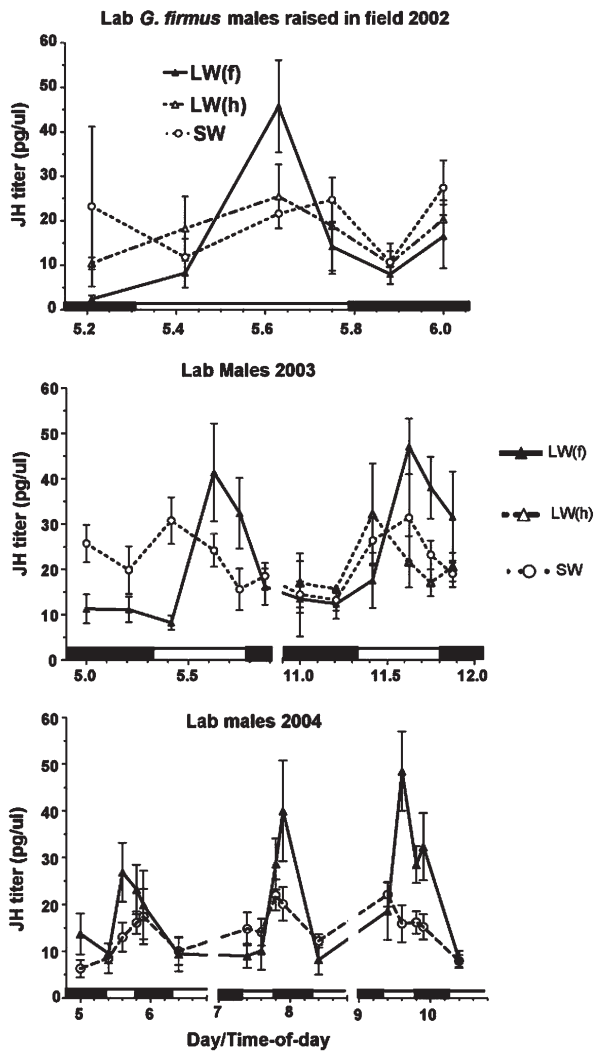 Lab G. firmus males raised in field 2002
60
50
40
30
20
10
0
JH titer (pg/ul)
LW(f)
LW(h)
SW
5.2 5.4 5.6 5.8 6.0
Lab Males 2003
60
50
40
30
20
10
0
JH titer (pg/ul)
LW(f)
LW(h)
SW
5.0 5.5 11.0 11.5 12.0
Lab males 2004
60
50
40
30
20
10
0
JH titer (pg/ul)
5 6 7 8 9 10
Day/Time-of-day